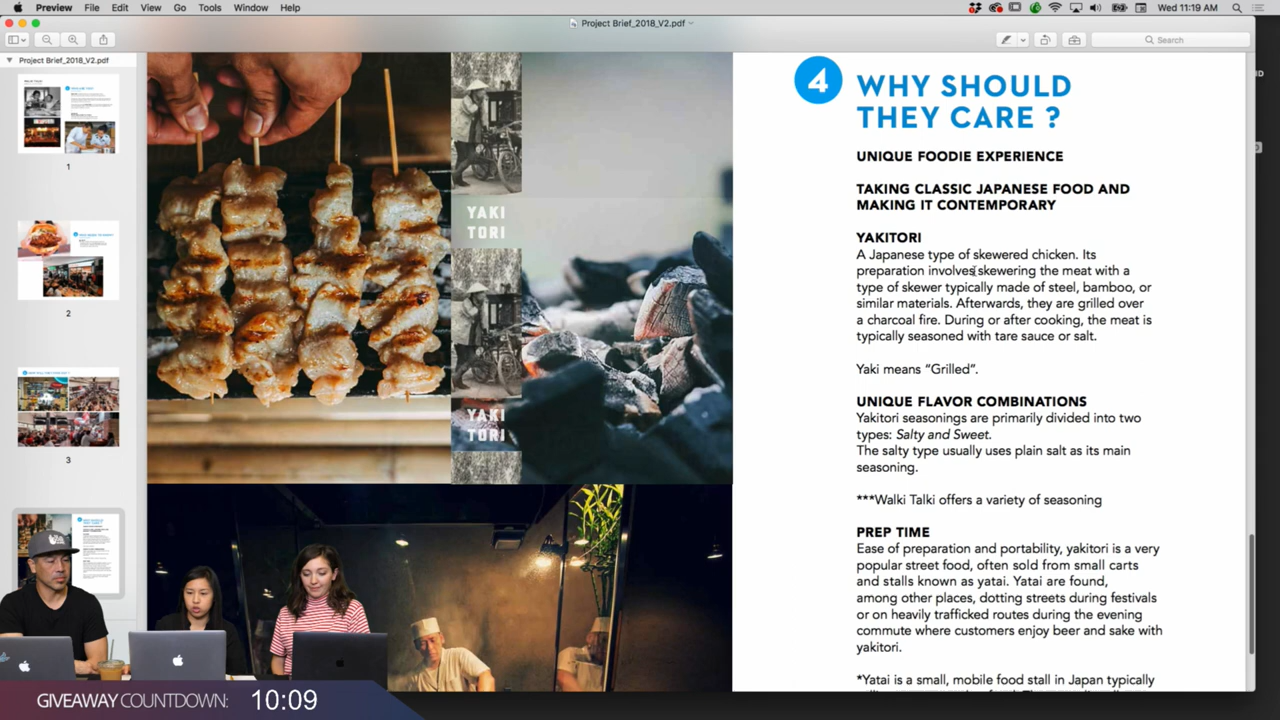 Preview File Edit View Go Tools Window Help
Wed 11:19 AM
Project Brief_2018_V2.pdf
Search
Project Brief_2018_V2.pdf
1
2
3
YAKI
TORI
YAKI
TORI
4
WHY SHOULD
THEY CARE ?
UNIQUE FOODIE EXPERIENCE
TAKING CLASSIC JAPANESE FOOD AND
MAKING IT CONTEMPORARY
YAKITORI
A Japanese type of skewered chicken. Its
preparation involves skewering the meat with a
type of skewer typically made of steel, bamboo, or
similar materials. Afterwards, they are grilled over
a charcoal fire. During or after cooking, the meat is
typically seasoned with tare sauce or salt.
Yaki means “Grilled”.
UNIQUE FLAVOR COMBINATIONS
Yakitori seasonings are primarily divided into two
types: Salty and Sweet.
The salty type usually uses plain salt as its main
seasoning.
***Walki Talki offers a variety of seasoning
PREP TIME
Ease of preparation and portability, yakitori is a very
popular street food, often sold from small carts
and stalls known as yatai. Yatai are found,
among other places, dotting streets during festivals
or on heavily trafficked routes during the evening
commute where customers enjoy beer and sake with
yakitori.
*Yatai is a small, mobile food stall in Japan typically
GIVEAWAY COUNTDOWN: 10:09